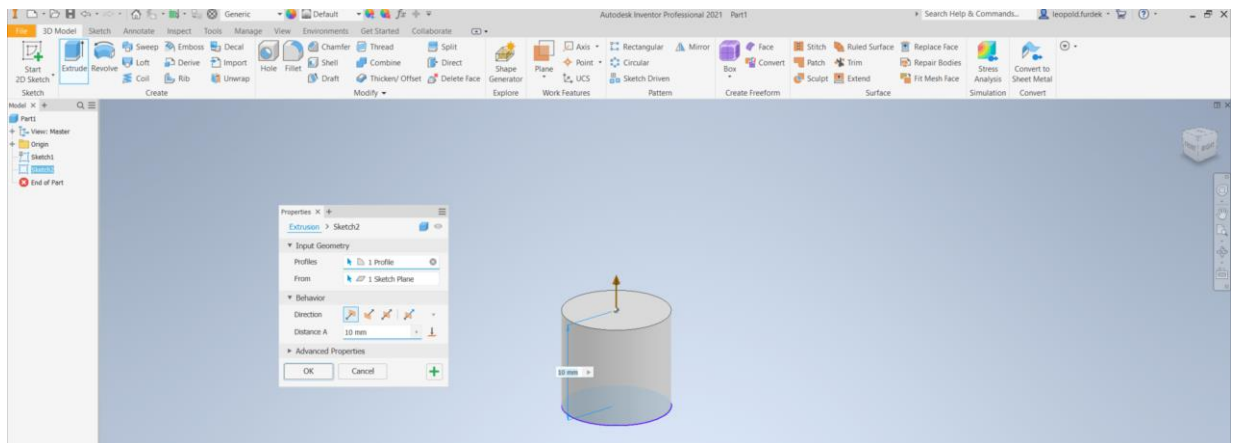 Generic Default fx Autodesk Inventor Professional 2021 Part1 Search Help & Commands... leopold.furdek
File 3D Model Sketch Annotate Inspect Tools Manage View Environments Get Started Collaborate
Start 2D Sketch
Extrude
Revolve
Sweep Emboss Decal
Loft Derive Import
Coil Rib Unwrap
Hole
Fillet
Chamfer Thread Split
Shell Combine Direct
Draft Thicken/ Offset Delete Face
Shape Generator
Plane
Axis
Point
UCS
Rectangular Mirror
Circular
Sketch Driven
Box
Face
Convert
Stitch Ruled Surface Replace Face
Patch Trim Repair Bodies
Sculpt Extend Fit Mesh Face
Stress Analysis
Convert to Sheet Metal
Sketch Create Modify Explore Work Features Pattern Create Freeform Surface Simulation Convert
Model
Part1
View: Master
Origin
Sketch1
Sketch2
End of Part
Properties
Extrusion > Sketch2
Input Geometry
Profiles 1 Profile
From 1 Sketch Plane
Behavior
Direction
Distance A 10 mm
Advanced Properties
OK Cancel
10 mm